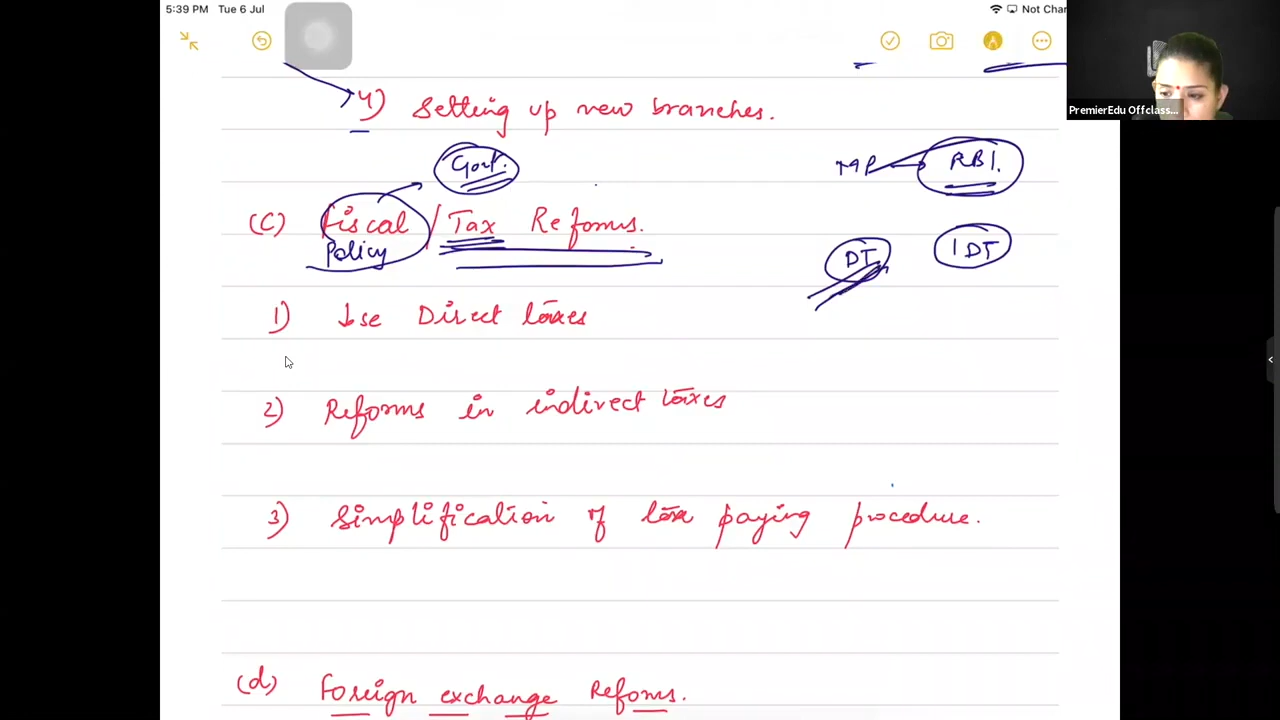 5:39 PM Tue 6 Jul
Not Char
PremierEdu Offclass...
4) Setting up new branches.
Govt.
MP → RBI.
(C) Fiscal / Tax Reforms.
Policy
DT IDT
1) ↓se Direct taxes
2) Reforms in indirect taxes
3) Simplification of tax paying procedure.
(d) Foreign exchange Reforms.